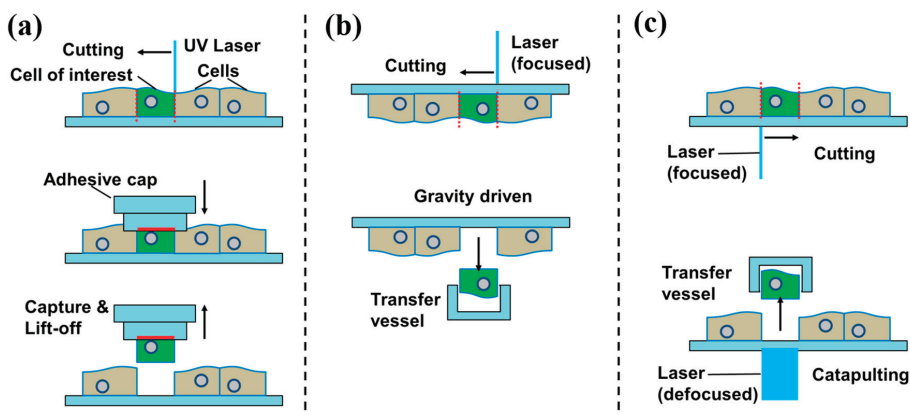 (a)
UV Laser
Cutting
Cell of interest
Cells
Adhesive cap
Capture &
Lift-off
(b)
Laser
(focused)
Cutting
Gravity driven
Transfer
vessel
(c)
Laser
(focused)
Cutting
Transfer
vessel
Laser
(defocused)
Catapulting